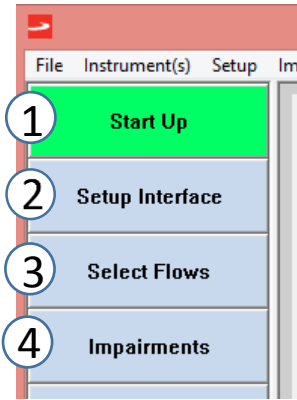 File Instrument(s) Setup Im
1 Start Up
2 Setup Interface
3 Select Flows
4 Impairments